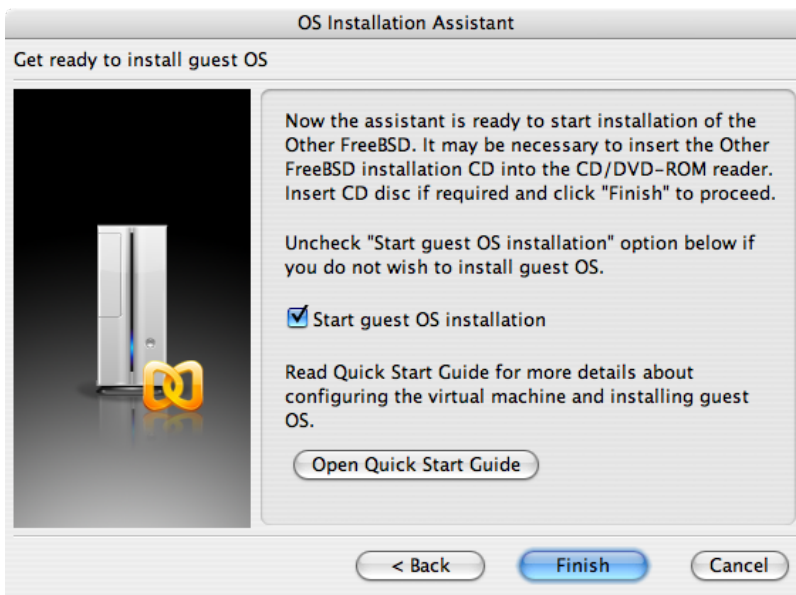 OS Installation Assistant
Get ready to install guest OS
Now the assistant is ready to start installation of the
Other FreeBSD. It may be necessary to insert the Other
FreeBSD installation CD into the CD/DVD-ROM reader.
Insert CD disc if required and click "Finish" to proceed.
Uncheck "Start guest OS installation" option below if
you do not wish to install guest OS.
Start guest OS installation
Read Quick Start Guide for more details about
configuring the virtual machine and installing guest
OS.
Open Quick Start Guide
< Back
Finish
Cancel